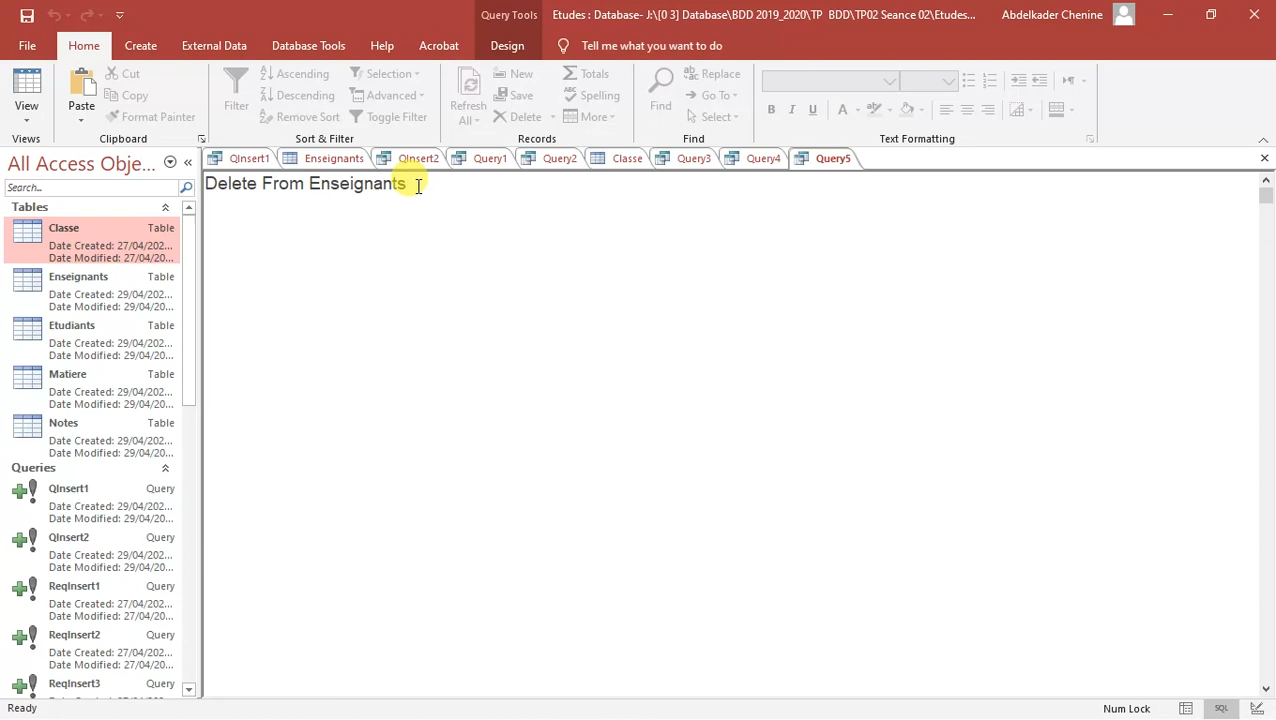 Query Tools
Etudes : Database- J:\[0 3] Database\BDD 2019_2020\TP BDD\TP02 Seance 02\Etudes...
Abdelkader Chenine
File Home Create External Data Database Tools Help Acrobat Design Tell me what you want to do
View
Views
Paste
Cut
Copy
Format Painter
Clipboard
Filter
Ascending
Descending
Remove Sort
Selection
Advanced
Toggle Filter
Sort & Filter
Refresh
All
New
Save
Delete
Totals
Spelling
More
Records
Find
Replace
Go To
Select
Find
B I U A ab
Text Formatting
All Access Obje...
Search...
QInsert1 Enseignants QInsert2 Query1 Query2 Classe Query3 Query4 Query5
Delete From Enseignants
Tables
Classe Table
Date Created: 27/04/202...
Date Modified: 27/04/20...
Enseignants Table
Date Created: 29/04/202...
Date Modified: 29/04/20...
Etudiants Table
Date Created: 29/04/202...
Date Modified: 29/04/20...
Matiere Table
Date Created: 29/04/202...
Date Modified: 29/04/20...
Notes Table
Date Created: 29/04/202...
Date Modified: 29/04/20...
Queries
QInsert1 Query
Date Created: 29/04/202...
Date Modified: 29/04/20...
QInsert2 Query
Date Created: 29/04/202...
Date Modified: 29/04/20...
ReqInsert1 Query
Date Created: 27/04/202...
Date Modified: 27/04/20...
ReqInsert2 Query
Date Created: 27/04/202...
Date Modified: 27/04/20...
ReqInsert3 Query
Ready
Num Lock
SQL